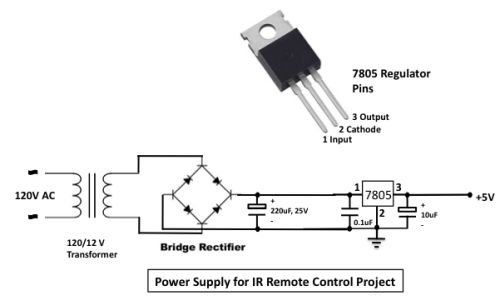 7805 Regulator
Pins
3 Output
2 Cathode
1 Input
120V AC
120/12 V
Transformer
Bridge Rectifier
+
220uF, 25V
-
0.1uF
1
7805
3
2
+
10uF
-
+5V
Power Supply for IR Remote Control Project